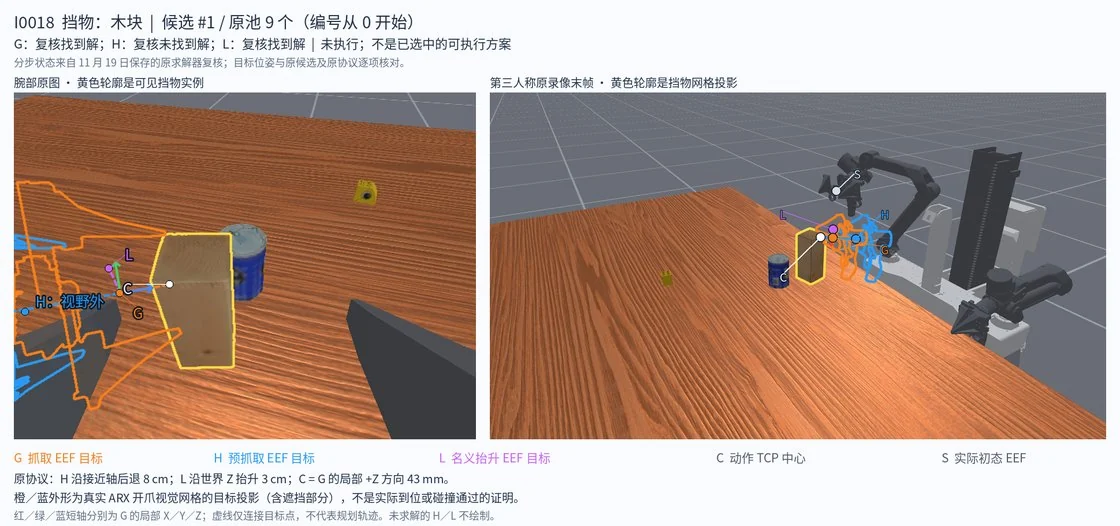 I0018 挡物：木块｜候选 #1 / 原池 9 个（编号从 0 开始）
G：复核找到解；H：复核未找到解；L：复核找到解｜未执行；不是已选中的可执行方案
分步状态来自 11 月 19 日保存的原求解器复核；目标位姿与原候选及原协议逐项核对。
腕部原图 · 黄色轮廓是可见挡物实例
第三人称原录像末帧 · 黄色轮廓是挡物网格投影
L
C
H：视野外
G
S
L
H
G
C
G 抓取 EEF 目标
H 预抓取 EEF 目标
L 名义抬升 EEF 目标
C 动作 TCP 中心
S 实际初态 EEF
原协议：H 沿接近轴后退 8 cm；L 沿世界 Z 抬升 3 cm；C = G 的局部 +Z 方向 43 mm。
橙／蓝外形为真实 ARX 开爪视觉网格的目标投影（含遮挡部分），不是实际到位或碰撞通过的证明。
红／绿／蓝短轴分别为 G 的局部 X／Y／Z；虚线仅连接目标点，不代表规划轨迹。未求解的 H／L 不绘制。